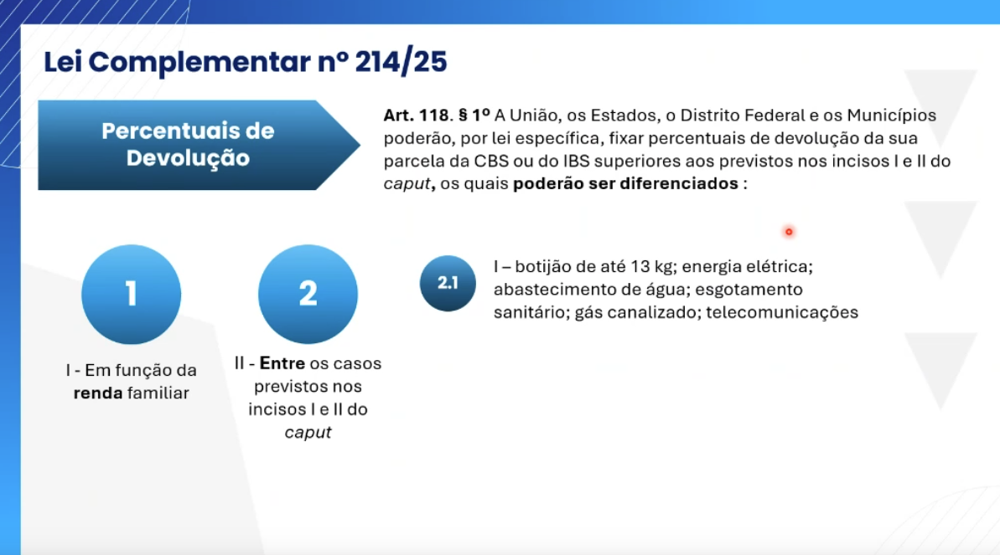 Lei Complementar nº 214/25
Percentuais de
Devolução
Art. 118. § 1º A União, os Estados, o Distrito Federal e os Municípios
poderão, por lei específica, fixar percentuais de devolução da sua
parcela da CBS ou do IBS superiores aos previstos nos incisos I e II do
caput, os quais poderão ser diferenciados :
1
I - Em função da
renda familiar
2
II - Entre os casos
previstos nos
incisos I e II do
caput
2.1
I – botijão de até 13 kg; energia elétrica;
abastecimento de água; esgotamento
sanitário; gás canalizado; telecomunicações